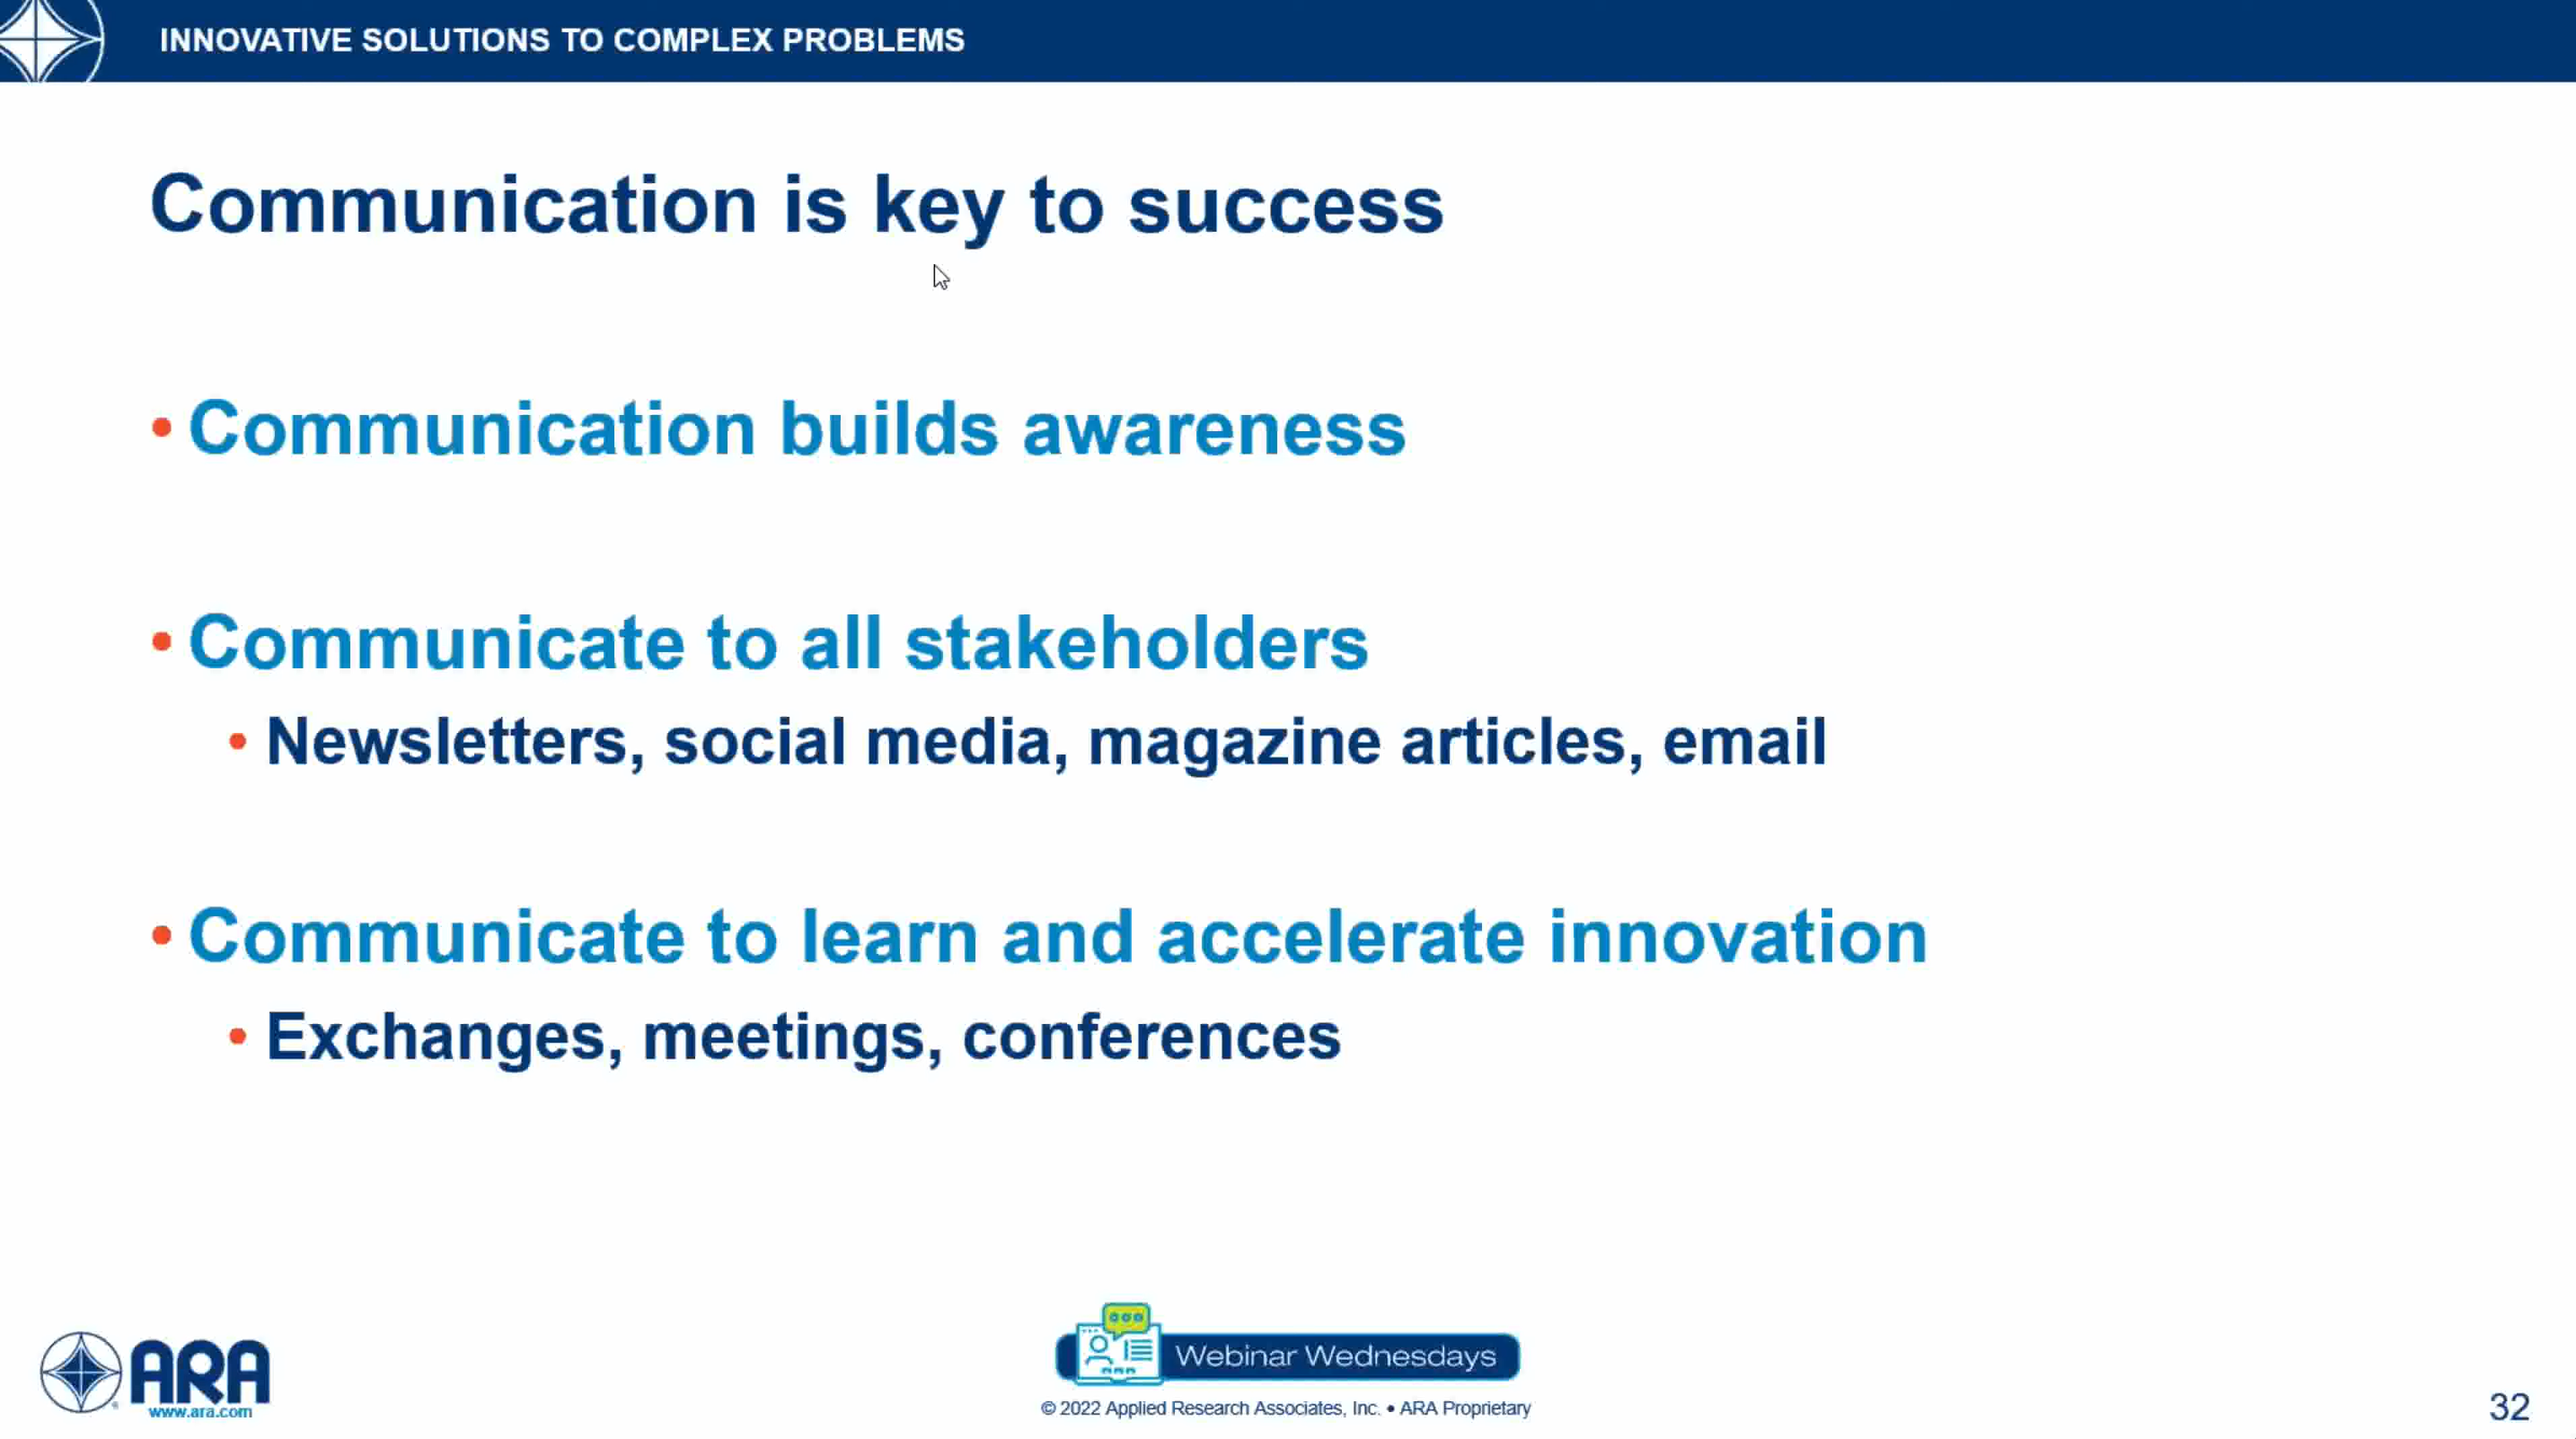 INNOVATIVE SOLUTIONS TO COMPLEX PROBLEMS
Communication is key to success
• Communication builds awareness
• Communicate to all stakeholders
• Newsletters, social media, magazine articles, email
• Communicate to learn and accelerate innovation
• Exchanges, meetings, conferences
ARA
www.ara.com
Webinar Wednesdays
© 2022 Applied Research Associates, Inc. • ARA Proprietary
32